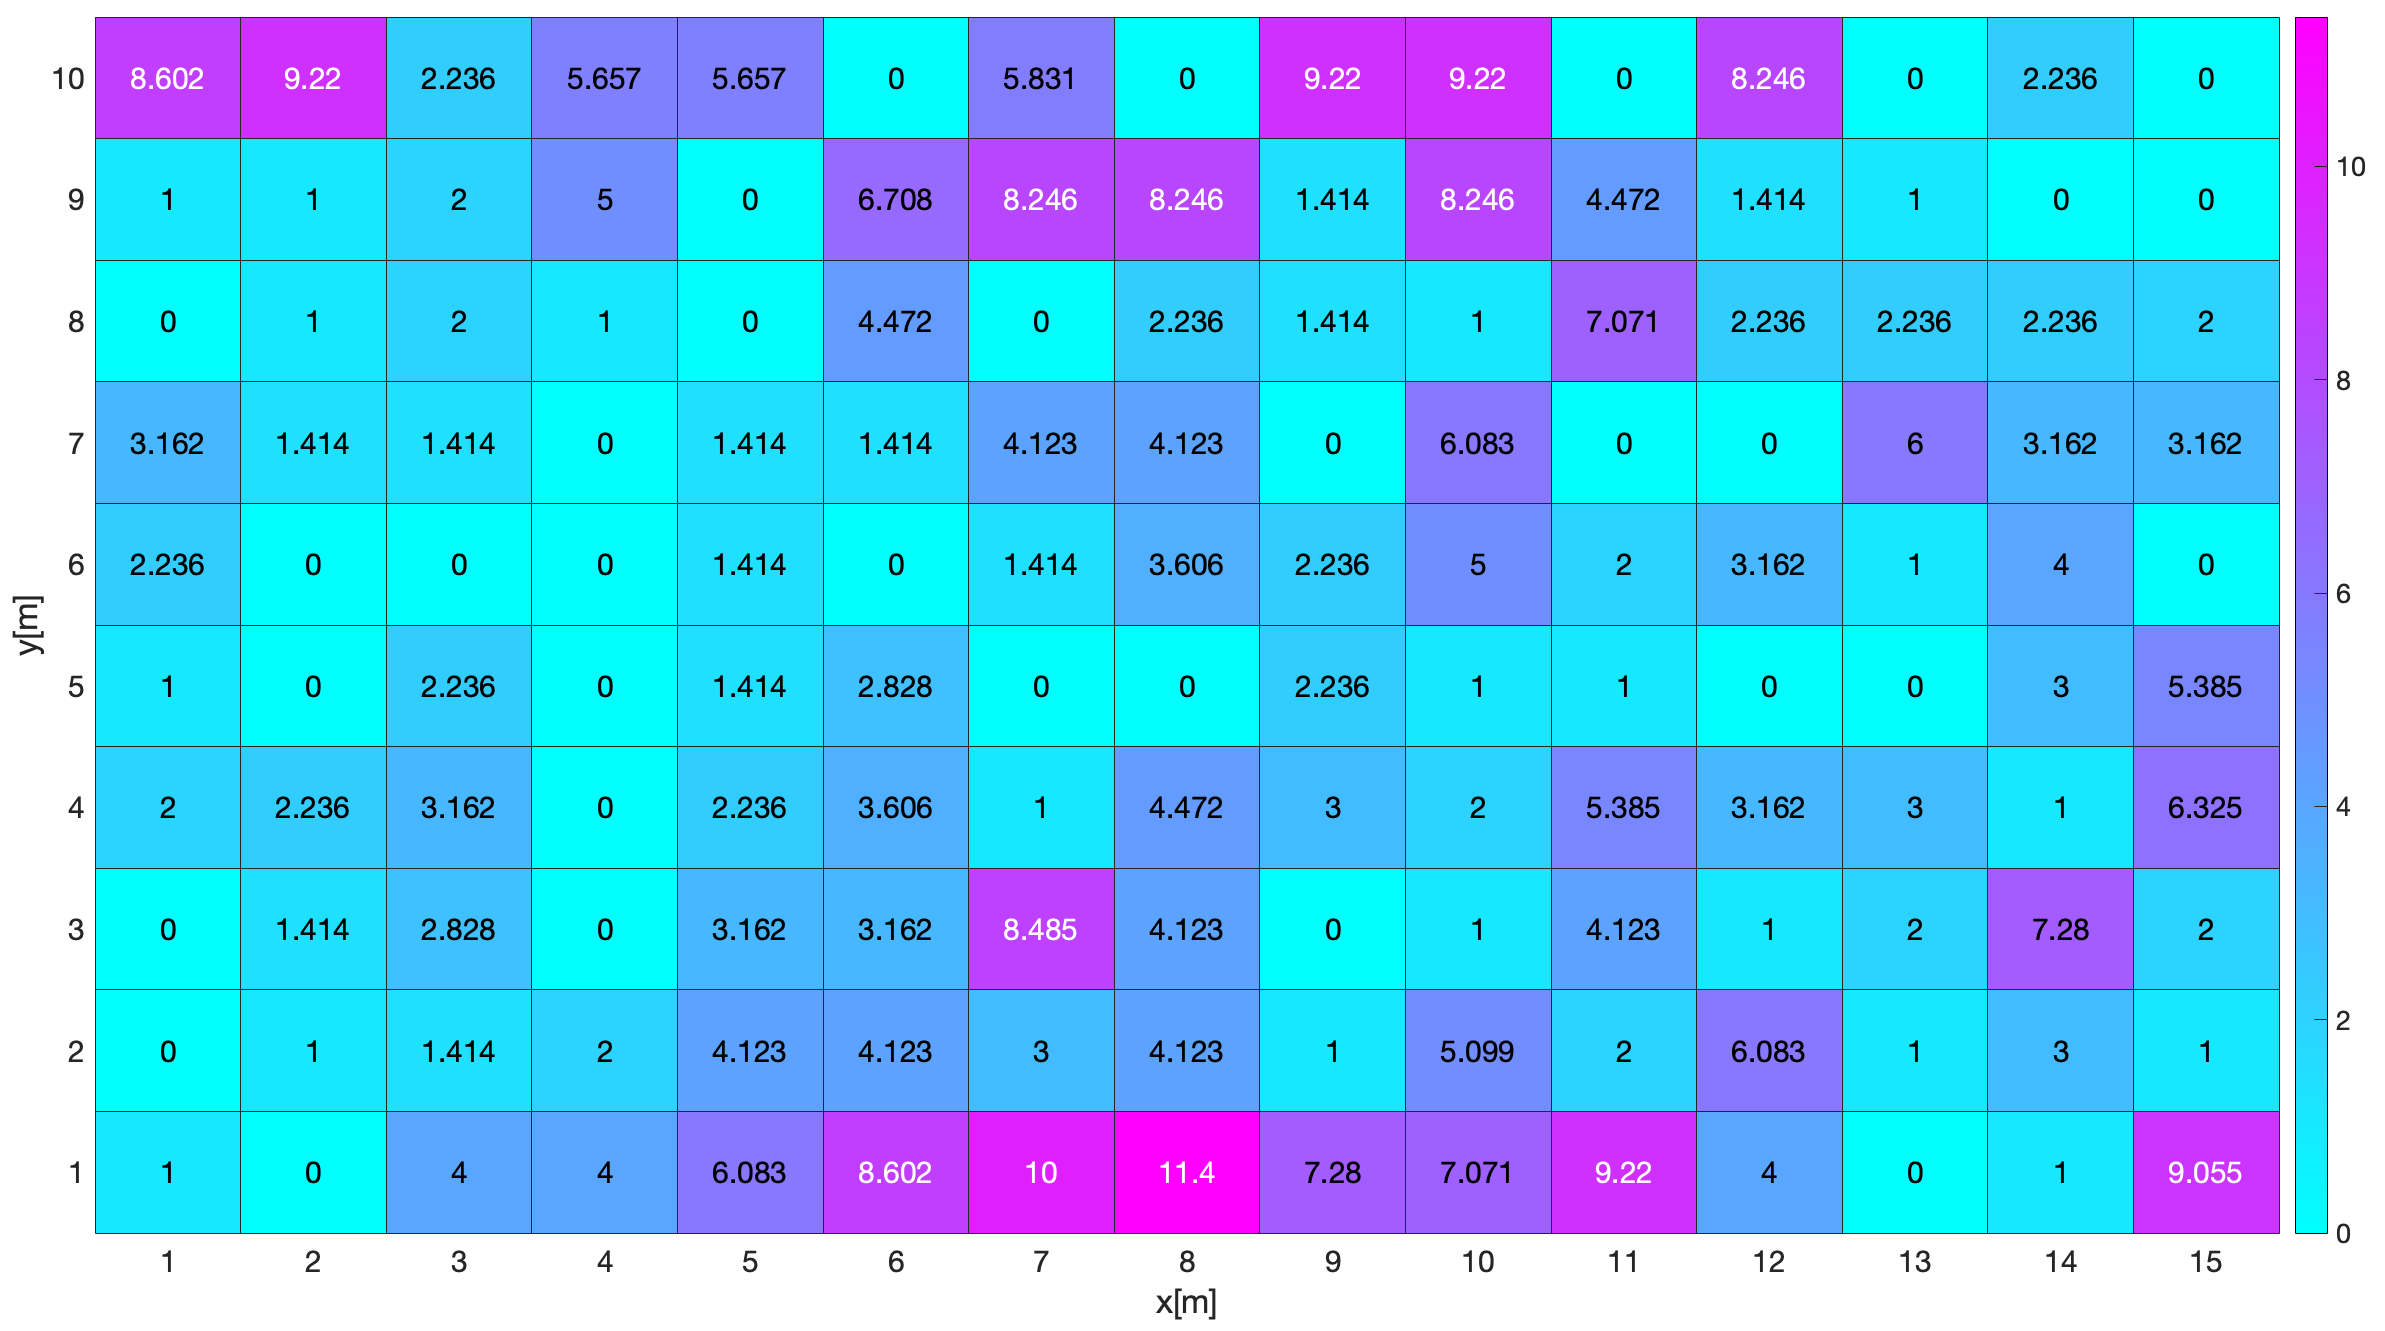 10 8.602 9.22 2.236 5.657 5.657 0 5.831 0 9.22 9.22 0 8.246 0 2.236 0
10
9 1 1 2 5 0 6.708 8.246 8.246 1.414 8.246 4.472 1.414 1 0 0
8 0 1 2 1 0 4.472 0 2.236 1.414 1 7.071 2.236 2.236 2.236 2
8
7 3.162 1.414 1.414 0 1.414 1.414 4.123 4.123 0 6.083 0 0 6 3.162 3.162
6 2.236 0 0 0 1.414 0 1.414 3.606 2.236 5 2 3.162 1 4 0
6
y[m]
5 1 0 2.236 0 1.414 2.828 0 0 2.236 1 1 0 0 3 5.385
4 2 2.236 3.162 0 2.236 3.606 1 4.472 3 2 5.385 3.162 3 1 6.325
4
3 0 1.414 2.828 0 3.162 3.162 8.485 4.123 0 1 4.123 1 2 7.28 2
2 0 1 1.414 2 4.123 4.123 3 4.123 1 5.099 2 6.083 1 3 1
2
1 1 0 4 4 6.083 8.602 10 11.4 7.28 7.071 9.22 4 0 1 9.055
0
1 2 3 4 5 6 7 8 9 10 11 12 13 14 15
x[m]